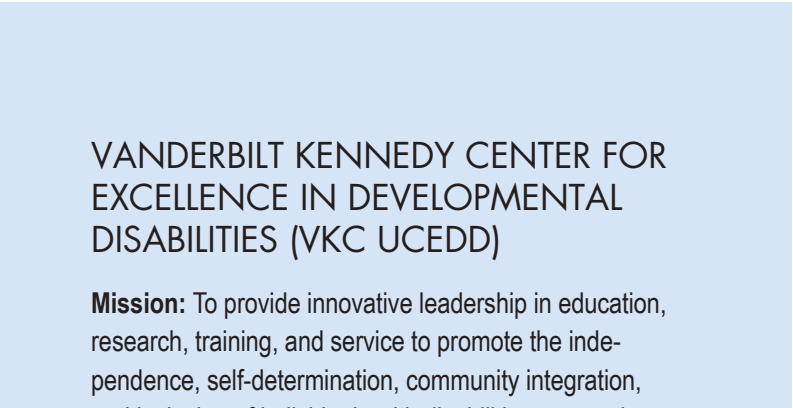 VANDERBILT KENNEDY CENTER FOR
EXCELLENCE IN DEVELOPMENTAL
DISABILITIES (VKC UCEDD)
Mission: To provide innovative leadership in education,
research, training, and service to promote the inde-
pendence, self-determination, community integration,